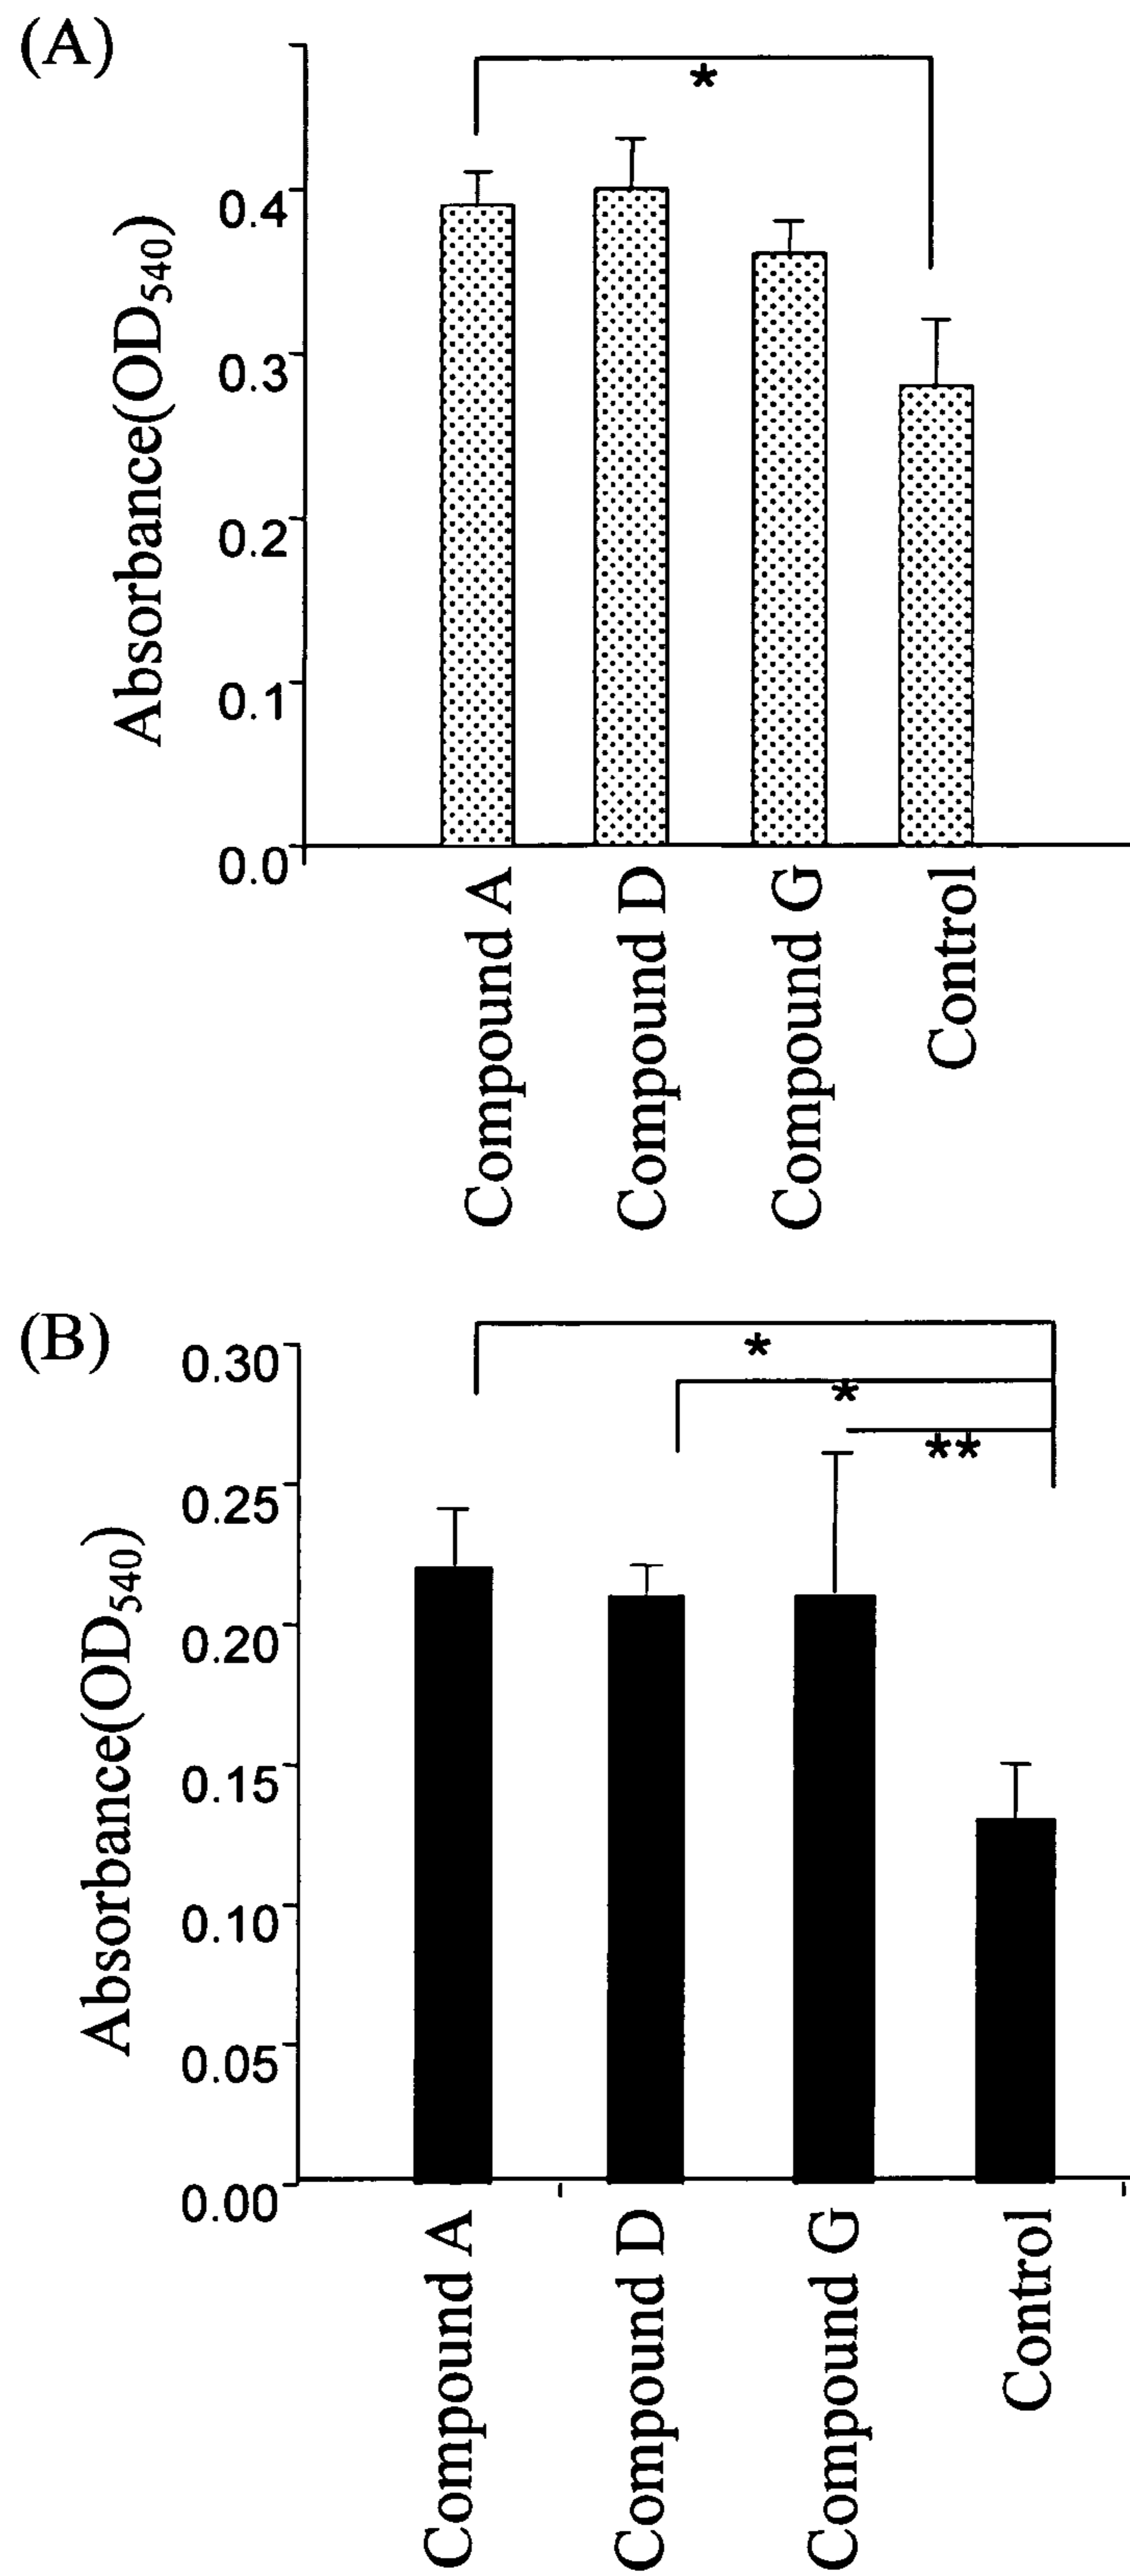 (A)
*
Absorbance(OD540)
0.4
0.3
0.2
0.1
0.0
Compound A
Compound D
Compound G
Control
(B)
*
*
**
Absorbance(OD540)
0.30
0.25
0.20
0.15
0.10
0.05
0.00
Compound A
Compound D
Compound G
Control